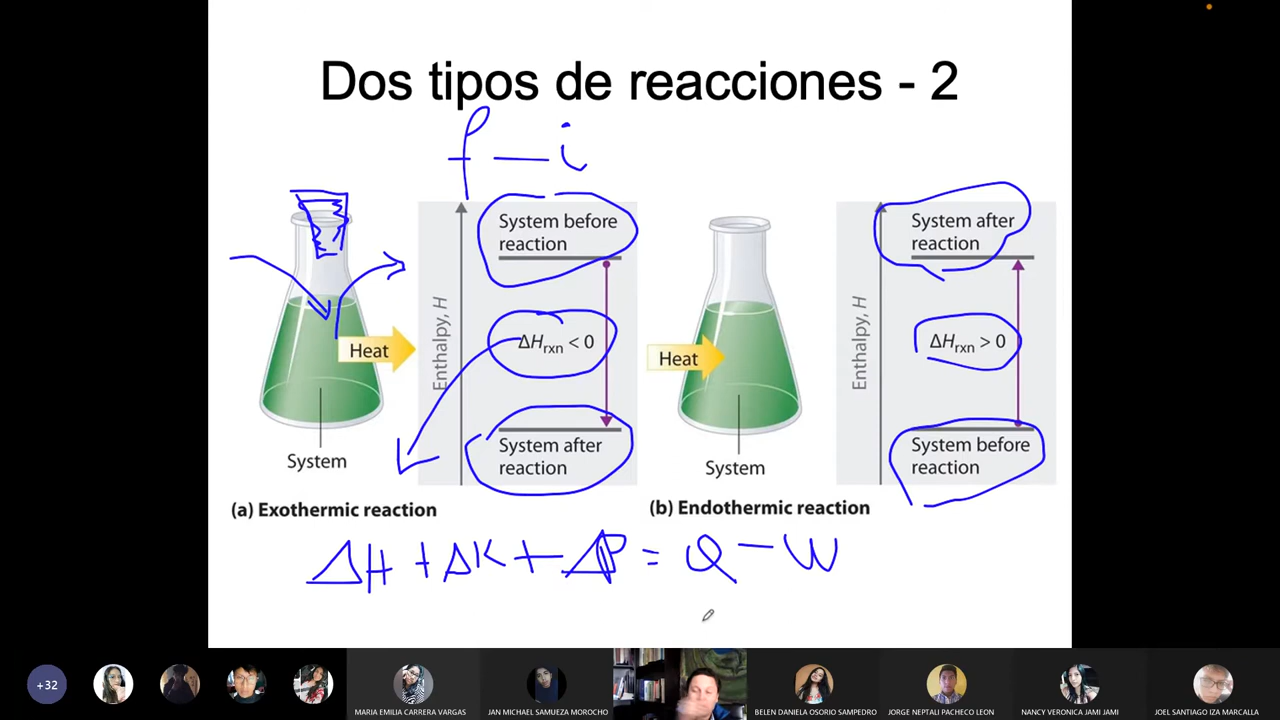 Dos tipos de reacciones - 2
f — i
System before
reaction
Enthalpy, H
ΔHrxn < 0
Heat
System after
reaction
System
(a) Exothermic reaction
System after
reaction
Enthalpy, H
ΔHrxn > 0
Heat
System before
reaction
System
(b) Endothermic reaction
ΔH + ΔK + ΔP = Q — W
+32
MARIA EMILIA CARRERA VARGAS
JAN MICHAEL SAMUEZA MOROCHO
BELEN DANIELA OSORIO SAMPEDRO
JORGE NEPTALI PACHECO LEON
NANCY VERONICA JAMI JAMI
JOEL SANTIAGO IZA MARCALLA